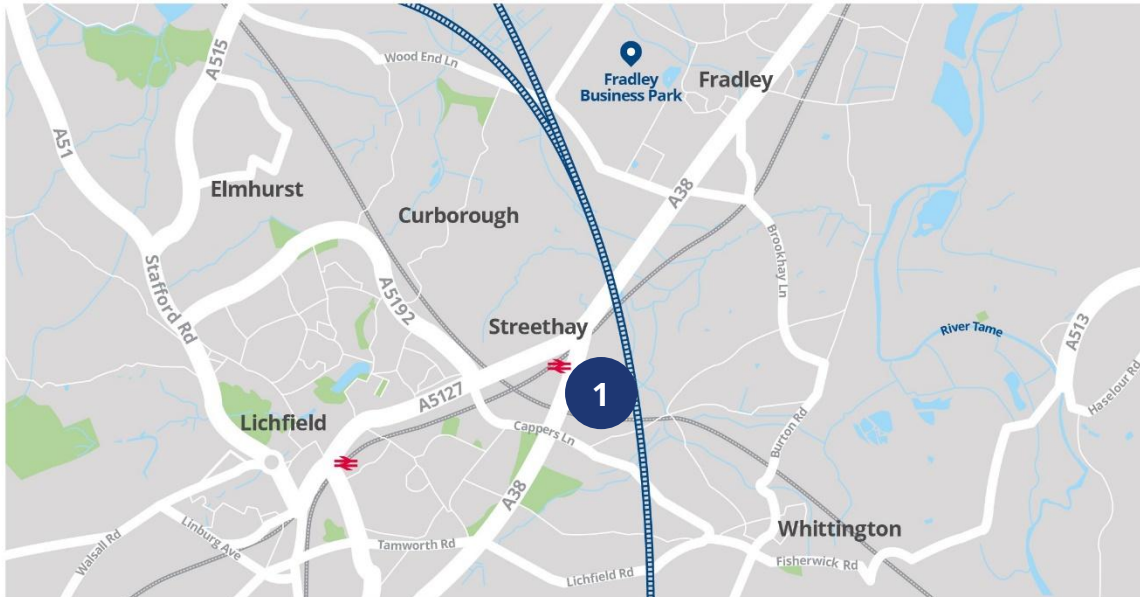 A515
Wood End Ln
Fradley
Business Park
Fradley
A51
Elmhurst
Curborough
A38
Brookhay Ln
Stafford Rd
A5192
Streethay
River Tame
A513
Haselour Rd
1
A5127
Lichfield
Cappers Ln
Burton Rd
A38
Whittington
Walsall Rd
Linburg Ave
Tamworth Rd
Lichfield Rd
Fisherwick Rd